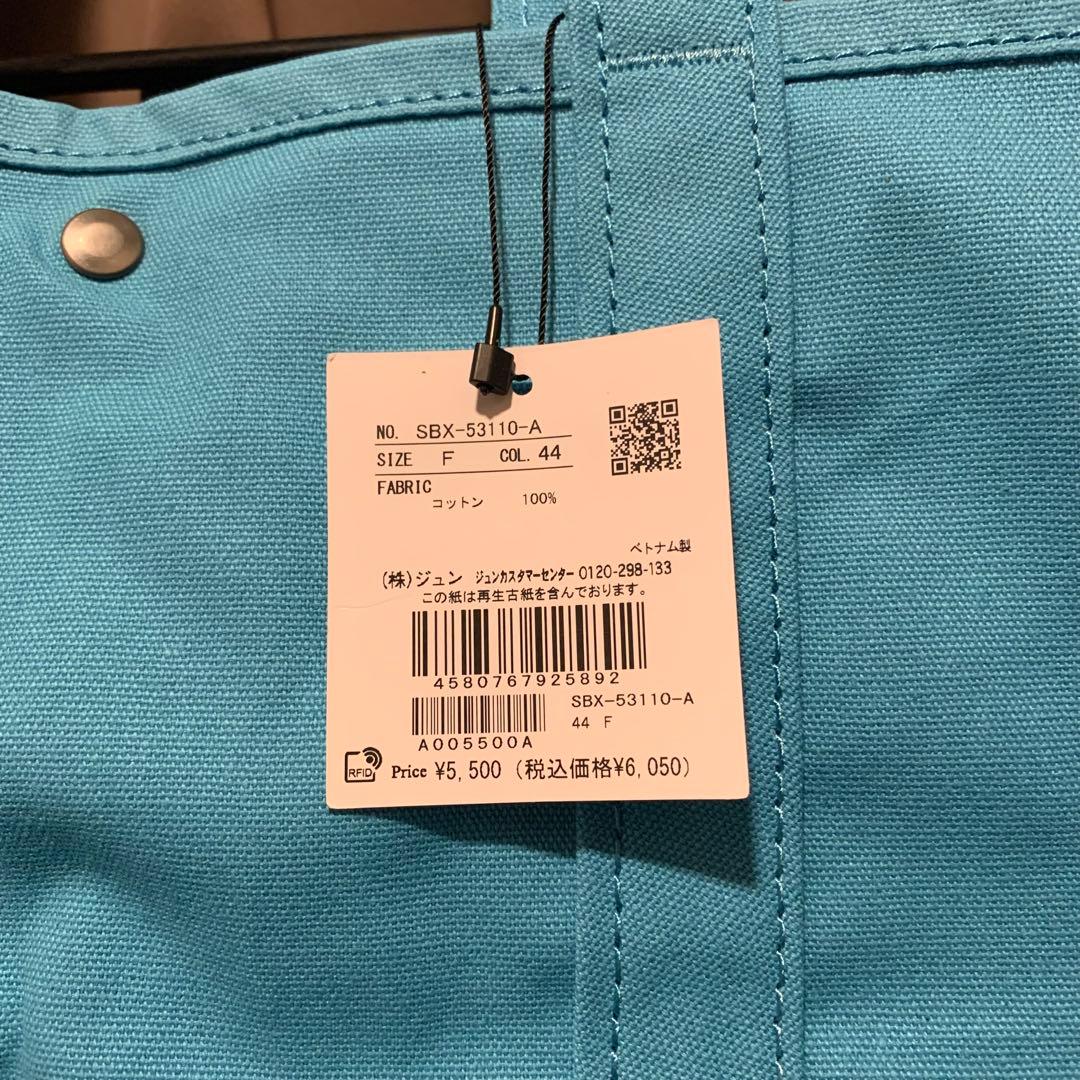 NO. SBX-53110-A
SIZE F COL. 44
FABRIC
コットン 100%
ベトナム製
(株)ジュン ジュンカスタマーセンター 0120-298-133
この紙は再生古紙を含んでおります。
4580767925892
SBX-53110-A
44 F
A005500A
RFID Price ¥5,500 (税込価格¥6,050)